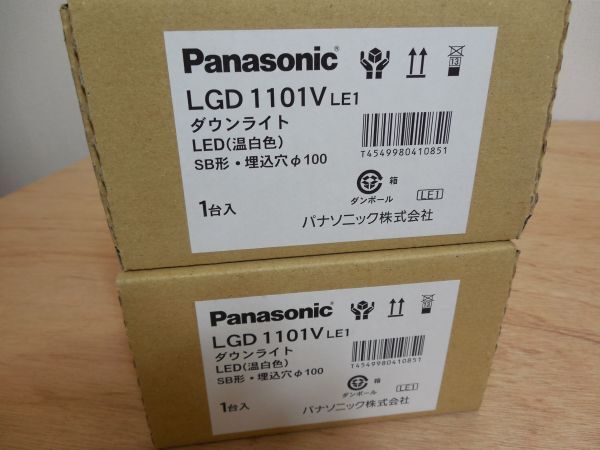 Panasonic®
13
LGD 1101V LE1
ダウンライト
LED(温白色)
SB形・埋込穴φ100
T4549980410851
箱
ダンボール
LE1
1台入
パナソニック株式会社
Panasonic®
13
LGD 1101V LE1
ダウンライト
LED(温白色)
SB形・埋込穴φ100
T4549980410851
箱
ダンボール
LE1
1台入
パナソニック株式会社